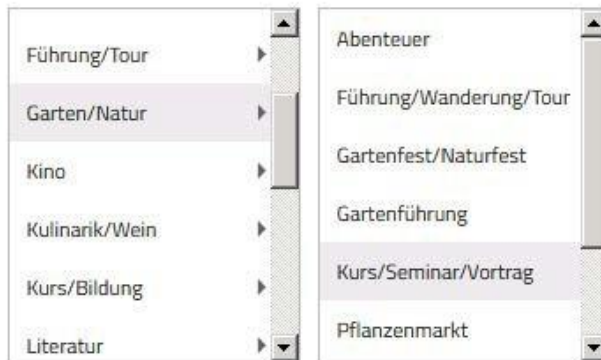 Führung/Tour
Garten/Natur
Kino
Kulinarik/Wein
Kurs/Bildung
Literatur
Abenteuer
Führung/Wanderung/Tour
Gartenfest/Naturfest
Gartenführung
Kurs/Seminar/Vortrag
Pflanzenmarkt